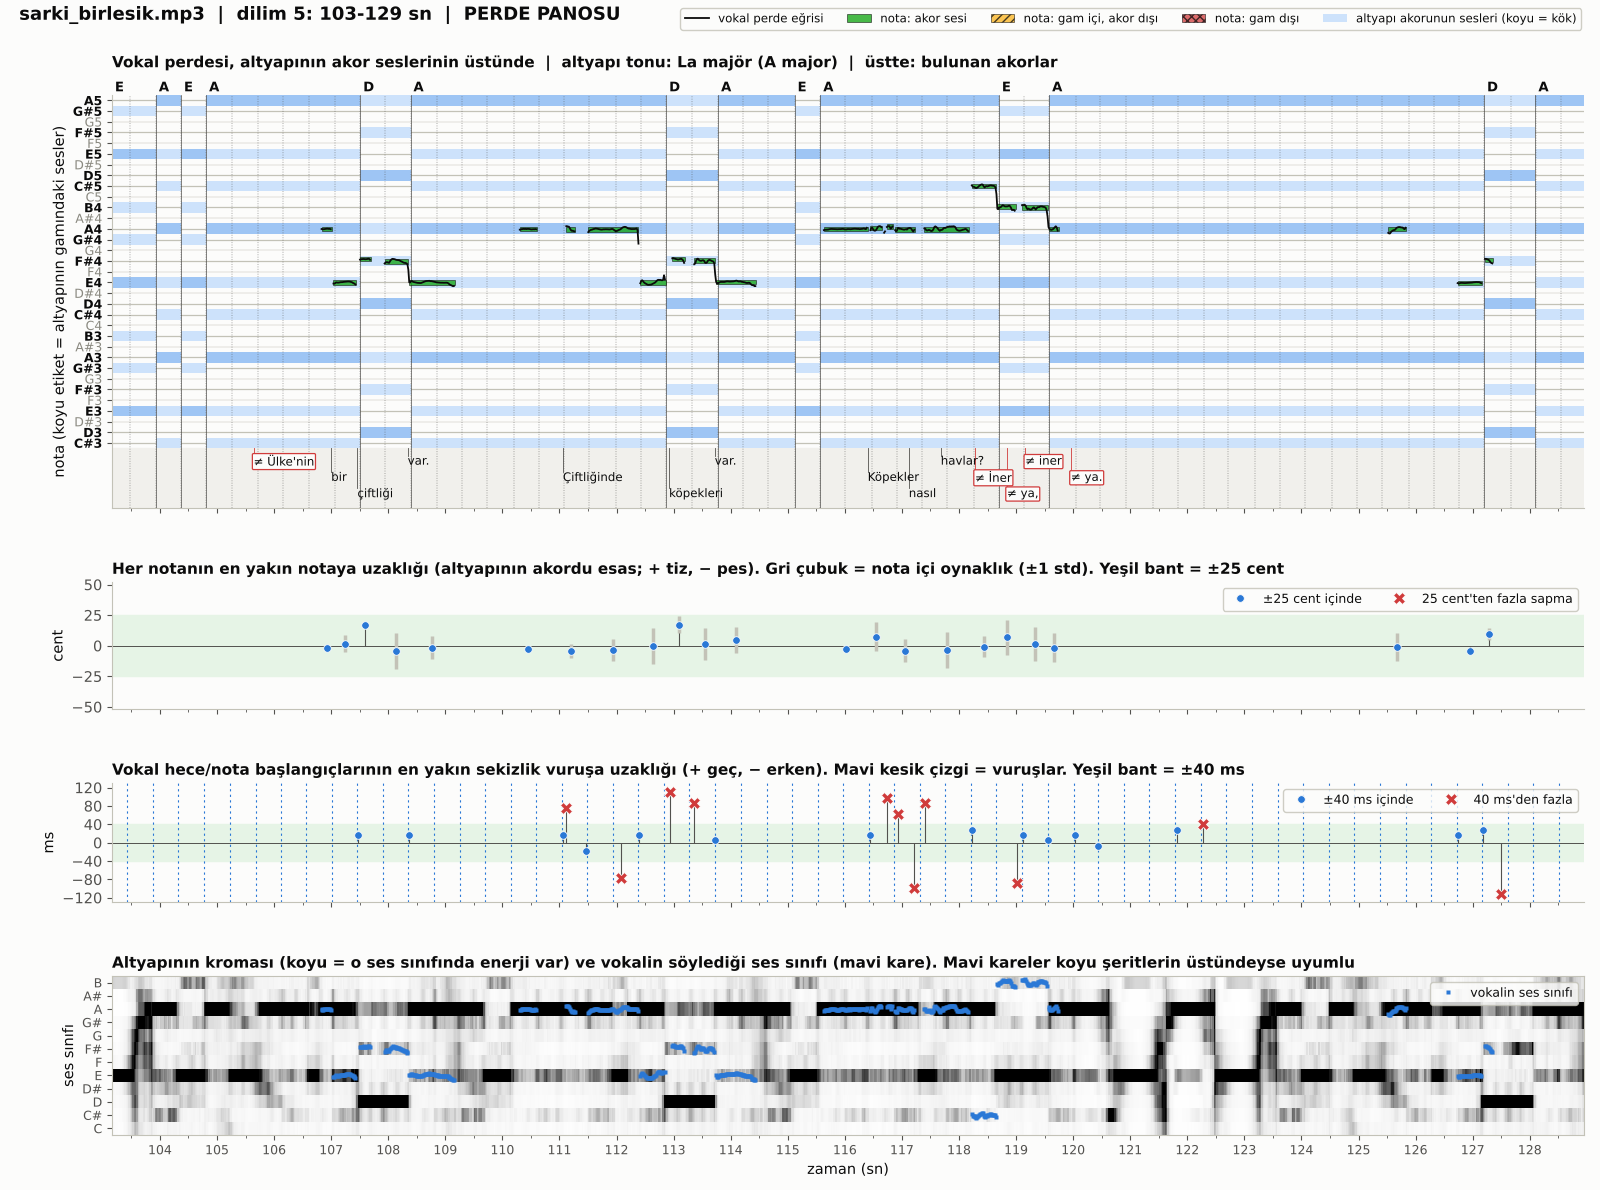 sarki_birlesik.mp3 | dilim 5: 103-129 sn | PERDE PANOSU
vokal perde eğrisi
nota: akor sesi
nota: gam içi, akor dışı
nota: gam dışı
altyapı akorunun sesleri (koyu = kök)
Vokal perdesi, altyapının akor seslerinin üstünde | altyapı tonu: La majör (A major) | üstte: bulunan akorlar
E A E A D A D A E A E A D A
nota (koyu etiket = altyapının gamındaki sesler)
A5
G#5
G5
F#5
F5
E5
D#5
D5
C#5
C5
B4
A#4
A4
G#4
G4
F#4
F4
E4
D#4
D4
C#4
C4
B3
A#3
A3
G#3
G3
F#3
F3
E3
D#3
D3
C#3
≠ Ülke'nin var. var. havlar? ≠ iner
bir Çiftliğinde Köpekler ≠ İner ≠ ya.
çiftliği köpekleri nasıl ≠ ya,
Her notanın en yakın notaya uzaklığı (altyapının akordu esas; + tiz, − pes). Gri çubuk = nota içi oynaklık (±1 std). Yeşil bant = ±25 cent
cent
50
25
0
−25
−50
±25 cent içinde
25 cent'ten fazla sapma
Vokal hece/nota başlangıçlarının en yakın sekizlik vuruşa uzaklığı (+ geç, − erken). Mavi kesik çizgi = vuruşlar. Yeşil bant = ±40 ms
ms
120
80
40
0
−40
−80
−120
±40 ms içinde
40 ms'den fazla
Altyapının kroması (koyu = o ses sınıfında enerji var) ve vokalin söylediği ses sınıfı (mavi kare). Mavi kareler koyu şeritlerin üstündeyse uyumlu
ses sınıfı
B
A#
A
G#
G
F#
F
E
D#
D
C#
C
vokalin ses sınıfı
104 105 106 107 108 109 110 111 112 113 114 115 116 117 118 119 120 121 122 123 124 125 126 127 128
zaman (sn)